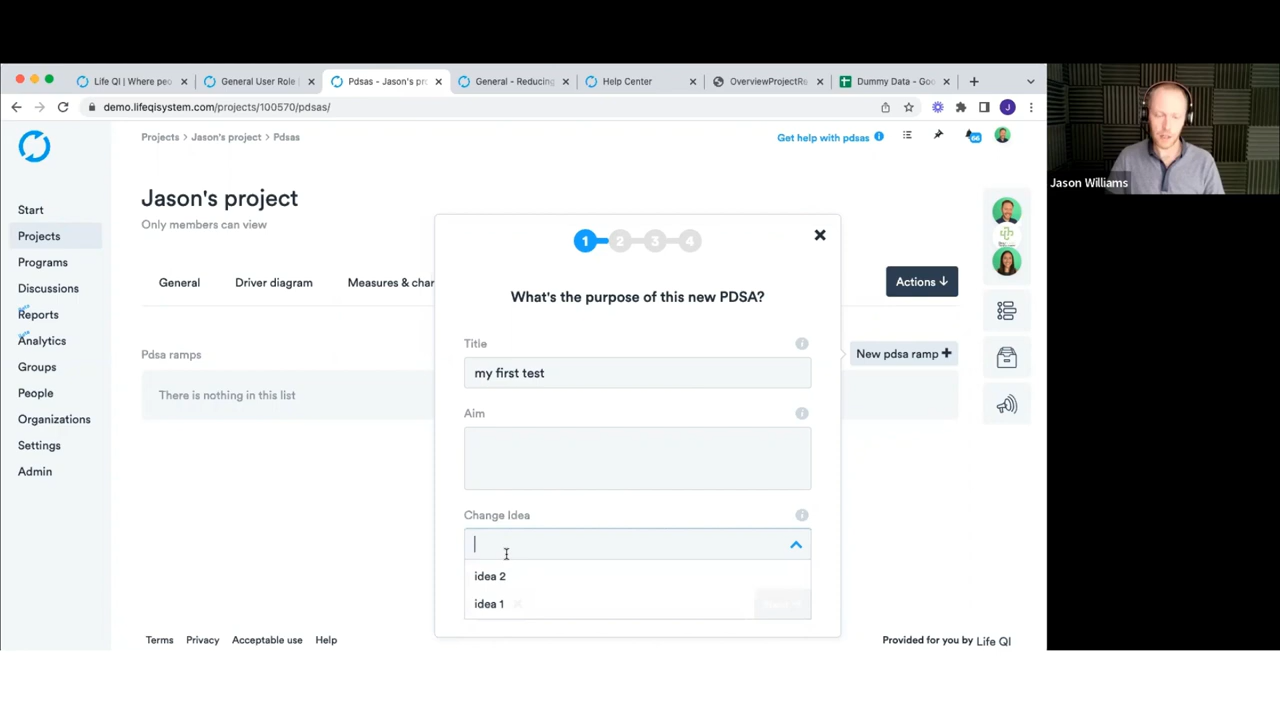 Life QI | Where peo
General User Role |
Pdsas - Jason's pro
General - Reducing
Help Center
OverviewProjectRe
Dummy Data - Goo
demo.lifeqisystem.com/projects/100570/pdsas/
J
Projects > Jason's project > Pdsas
Get help with pdsas
66
Jason Williams
Start
Projects
Programs
Discussions
Reports
Analytics
Groups
People
Organizations
Settings
Admin
Jason's project
Only members can view
General
Driver diagram
Measures & char
Actions
Pdsa ramps
New pdsa ramp +
There is nothing in this list
1 2 3 4
What's the purpose of this new PDSA?
Title
my first test
Aim
Change Idea
idea 2
idea 1
Terms
Privacy
Acceptable use
Help
Provided for you by Life QI